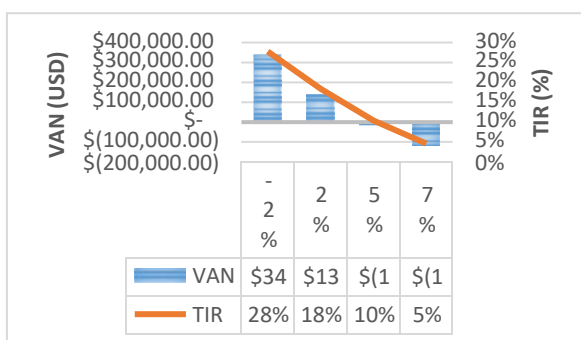 $400,000.00
$300,000.00
$200,000.00
$100,000.00
$-
$(100,000.00)
$(200,000.00)
VAN (USD)
30%
25%
20%
15%
10%
5%
0%
TIR (%)
-2% 2% 5% 7%
VAN $34 $13 $(1 $(1
TIR 28% 18% 10% 5%